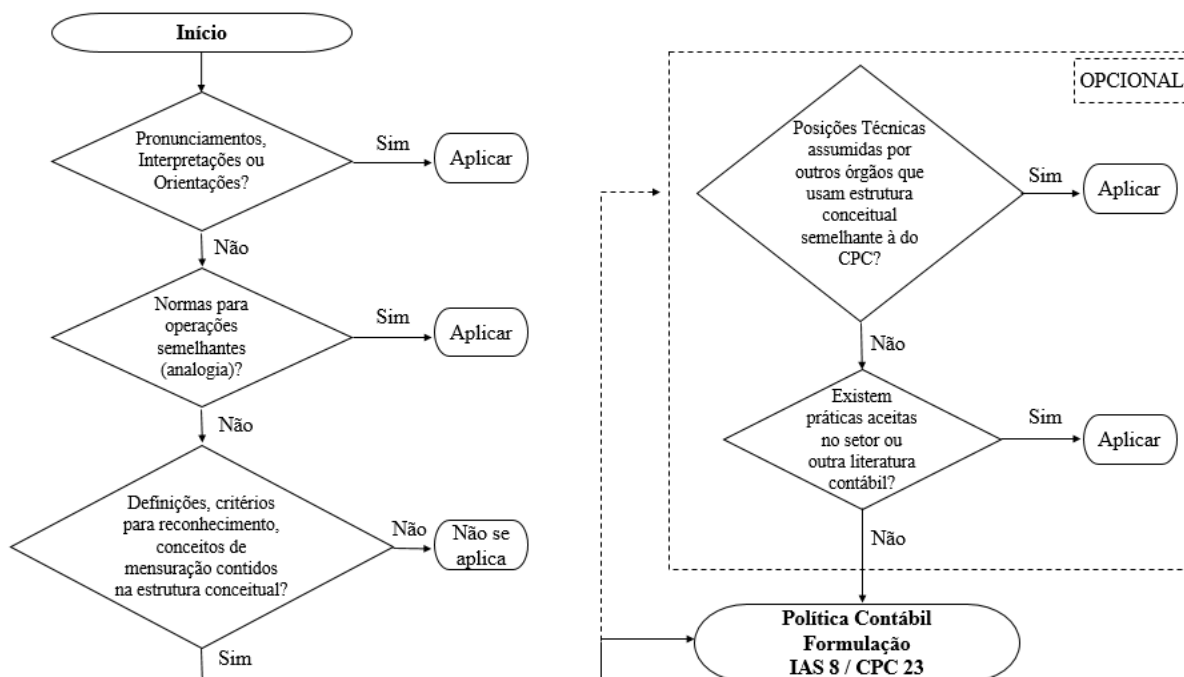 Início
Pronunciamentos,
Interpretações ou
Orientações?
Sim
Aplicar
Não
Normas para
operações
semelhantes
(analogia)?
Sim
Aplicar
Não
Definições, critérios
para reconhecimento,
conceitos de
mensuração contidos
na estrutura conceitual?
Não
Não se
aplica
Sim
OPCIONAL
Posições Técnicas
assumidas por
outros órgãos que
usam estrutura
conceitual
semelhante à do
CPC?
Sim
Aplicar
Não
Existem
práticas aceitas
no setor ou
outra literatura
contábil?
Sim
Aplicar
Não
Política Contábil
Formulação
IAS 8 / CPC 23